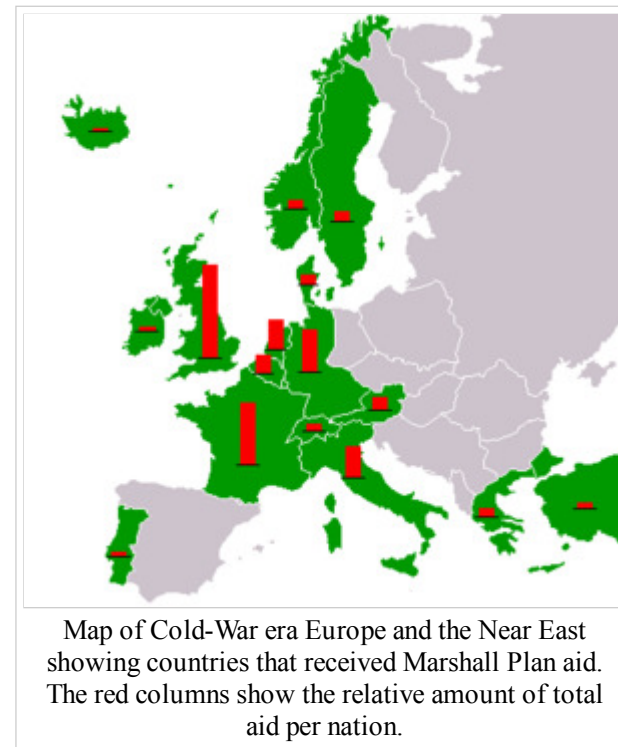 Map of Cold-War era Europe and the Near East
showing countries that received Marshall Plan aid.
The red columns show the relative amount of total
aid per nation.